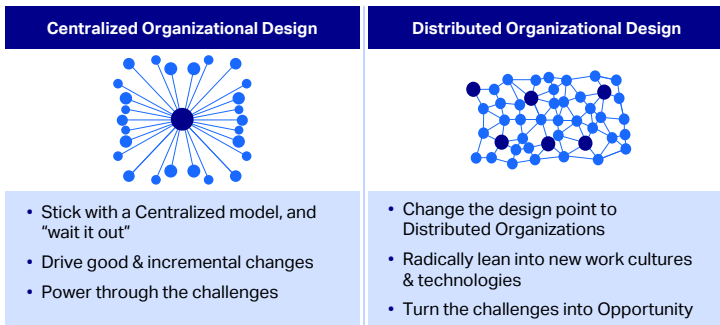 Centralized Organizational Design
• Stick with a Centralized model, and
“wait it out”
• Drive good & incremental changes
• Power through the challenges
Distributed Organizational Design
• Change the design point to
Distributed Organizations
• Radically lean into new work cultures
& technologies
• Turn the challenges into Opportunity